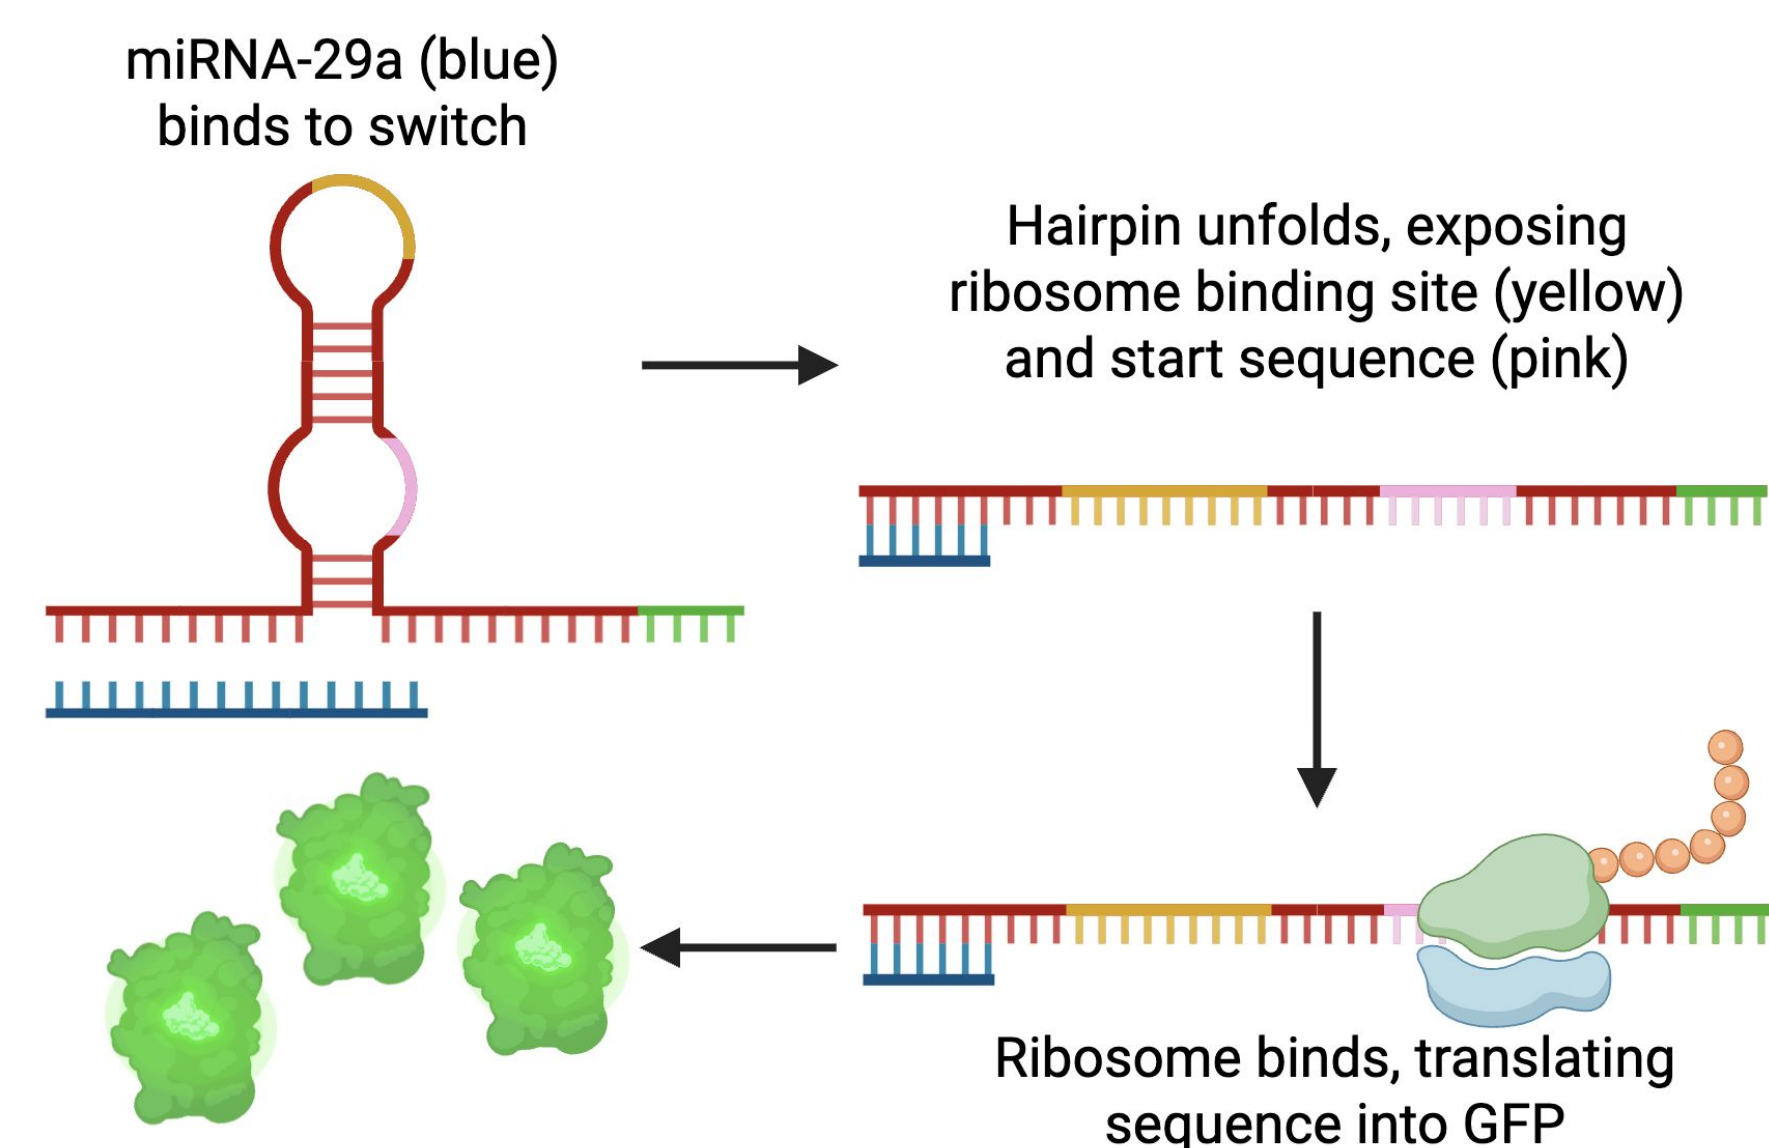 miRNA-29a (blue)
binds to switch
Hairpin unfolds, exposing
ribosome binding site (yellow)
and start sequence (pink)
Ribosome binds, translating
sequence into GFP